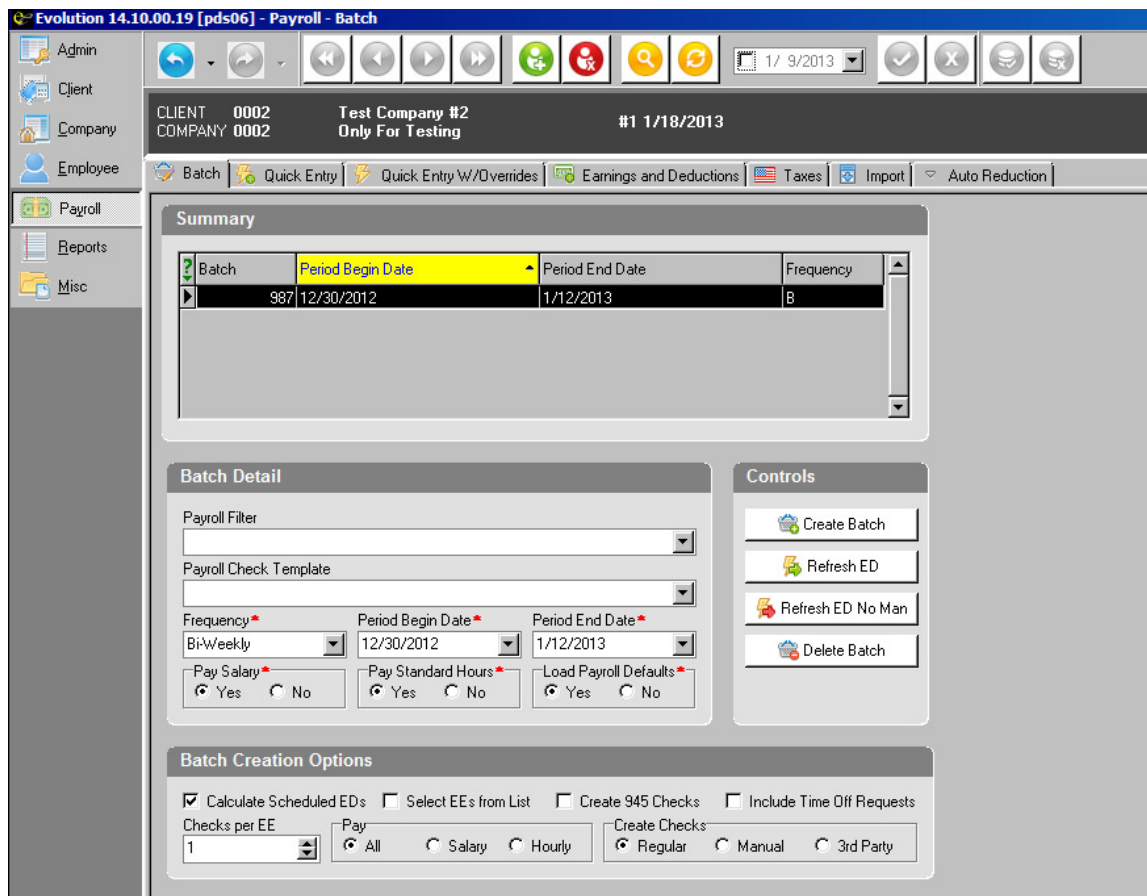 Evolution 14.10.00.19 [pds06] - Payroll - Batch
Admin
Client
Company
Employee
Payroll
Reports
Misc
1/ 9/2013
CLIENT 0002 Test Company #2
COMPANY 0002 Only For Testing
#1 1/18/2013
Batch Quick Entry Quick Entry W/Overrides Earnings and Deductions Taxes Import Auto Reduction
Summary
? Batch Period Begin Date Period End Date Frequency
987 12/30/2012 1/12/2013 B
Batch Detail
Payroll Filter
Payroll Check Template
Frequency* Period Begin Date* Period End Date*
Bi-Weekly 12/30/2012 1/12/2013
Pay Salary* Pay Standard Hours* Load Payroll Defaults*
Yes No Yes No Yes No
Controls
Create Batch
Refresh ED
Refresh ED No Man
Delete Batch
Batch Creation Options
Calculate Scheduled EDs Select EEs from List Create 945 Checks Include Time Off Requests
Checks per EE Pay Create Checks
1 All Salary Hourly Regular Manual 3rd Party